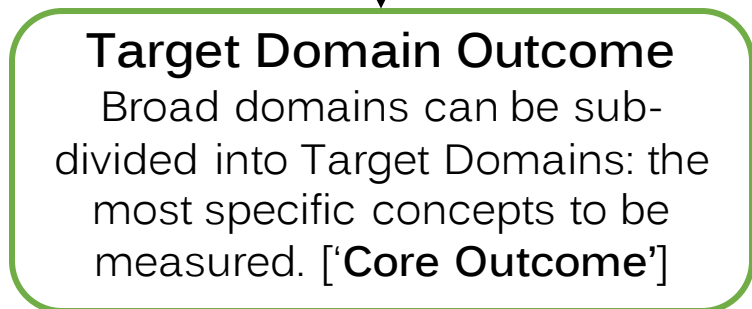 Target Domain Outcome
Broad domains can be sub-
divided into Target Domains: the
most specific concepts to be
measured. [‘Core Outcome’]